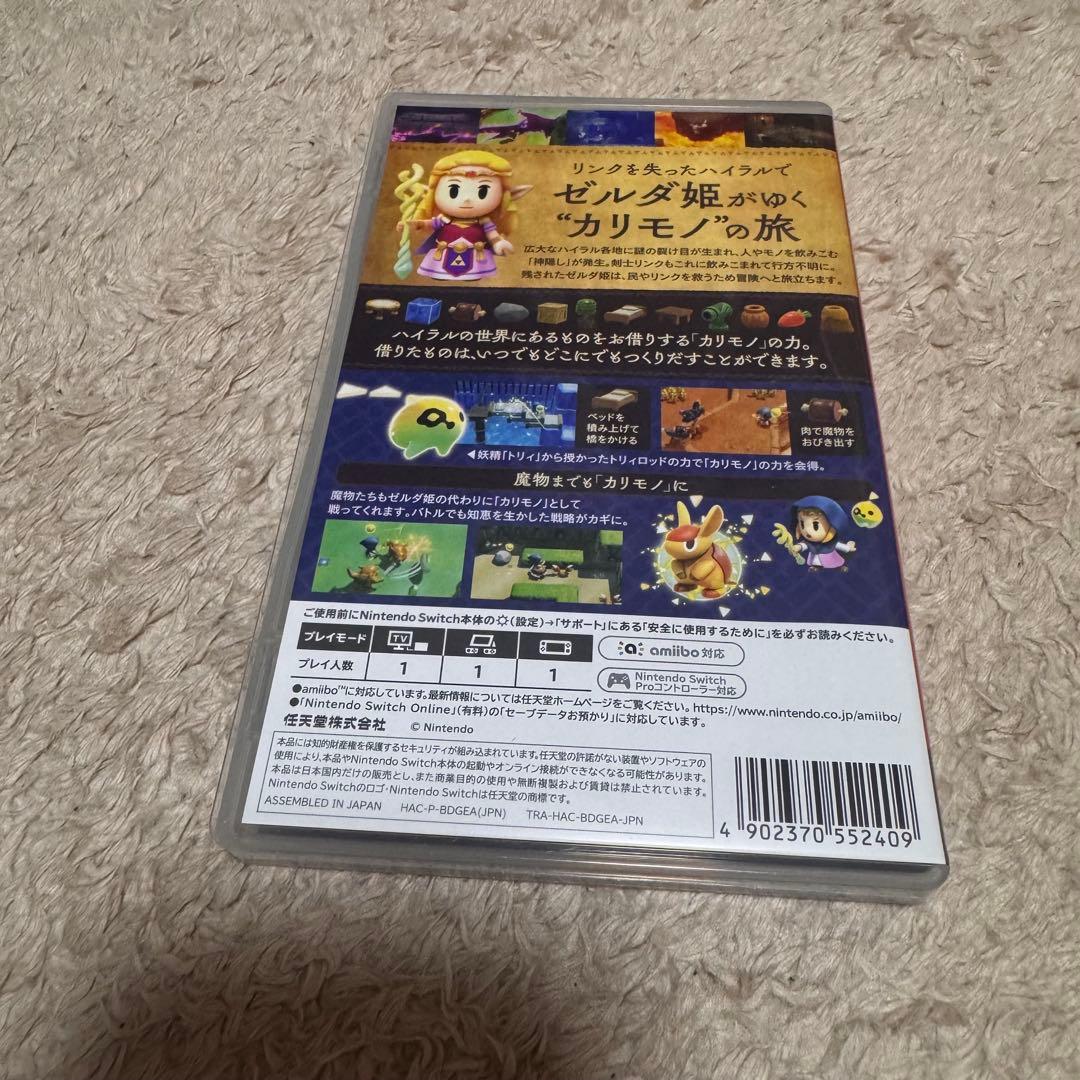 リンクを失ったハイラルで
ゼルダ姫がゆく
“カリモノ”の旅
広大なハイラル各地に謎の裂け目が生まれ、人やモノを飲みこむ
「神隠し」が発生。剣士リンクもこれに飲みこまれて行方不明に。
残されたゼルダ姫は、民やリンクを救うため冒険へと旅立ちます。
ハイラルの世界にあるものをお借りする「カリモノ」の力。
借りたものは、いつでもどこにでもつくりだすことができます。
ベッドを
積み上げて
橋をかける
肉で魔物を
おびき出す
◀妖精「トリィ」から授かったトリィロッドの力で「カリモノ」の力を会得。
魔物までも「カリモノ」に
魔物たちもゼルダ姫の代わりに「カリモノ」として
戦ってくれます。バトルでも知恵を生かした戦略がカギに。
ご使用前にNintendo Switch本体の(設定)→「サポート」にある「安全に使用するために」を必ずお読みください。
プレイモード TV
プレイ人数 1 1 1
amiibo対応
Nintendo Switch
Proコントローラー対応
●amiibo™に対応しています。最新情報については任天堂ホームページをご覧ください。https://www.nintendo.co.jp/amiibo/
●「Nintendo Switch Online」(有料)の「セーブデータお預かり」に対応しています。
任天堂株式会社 © Nintendo
本品には知的財産権を保護するセキュリティが組み込まれています。任天堂の許諾がない装置やソフトウェアの
使用により、本品やNintendo Switch本体の起動やオンライン接続ができなくなる可能性があります。
本品は日本国内だけの販売とし、また商業目的の使用や無断複製および賃貸は禁止されています。
Nintendo Switchのロゴ・Nintendo Switchは任天堂の商標です。
ASSEMBLED IN JAPAN HAC-P-BDGEA(JPN) TRA-HAC-BDGEA-JPN
4 902370 552409